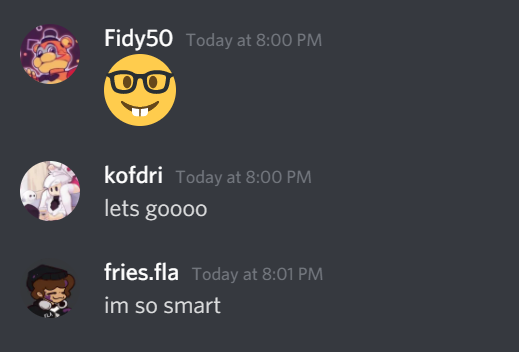 Fidy50 Today at 8:00 PM
🤓
kofdri Today at 8:00 PM
lets goooo
fries.fla Today at 8:01 PM
im so smart